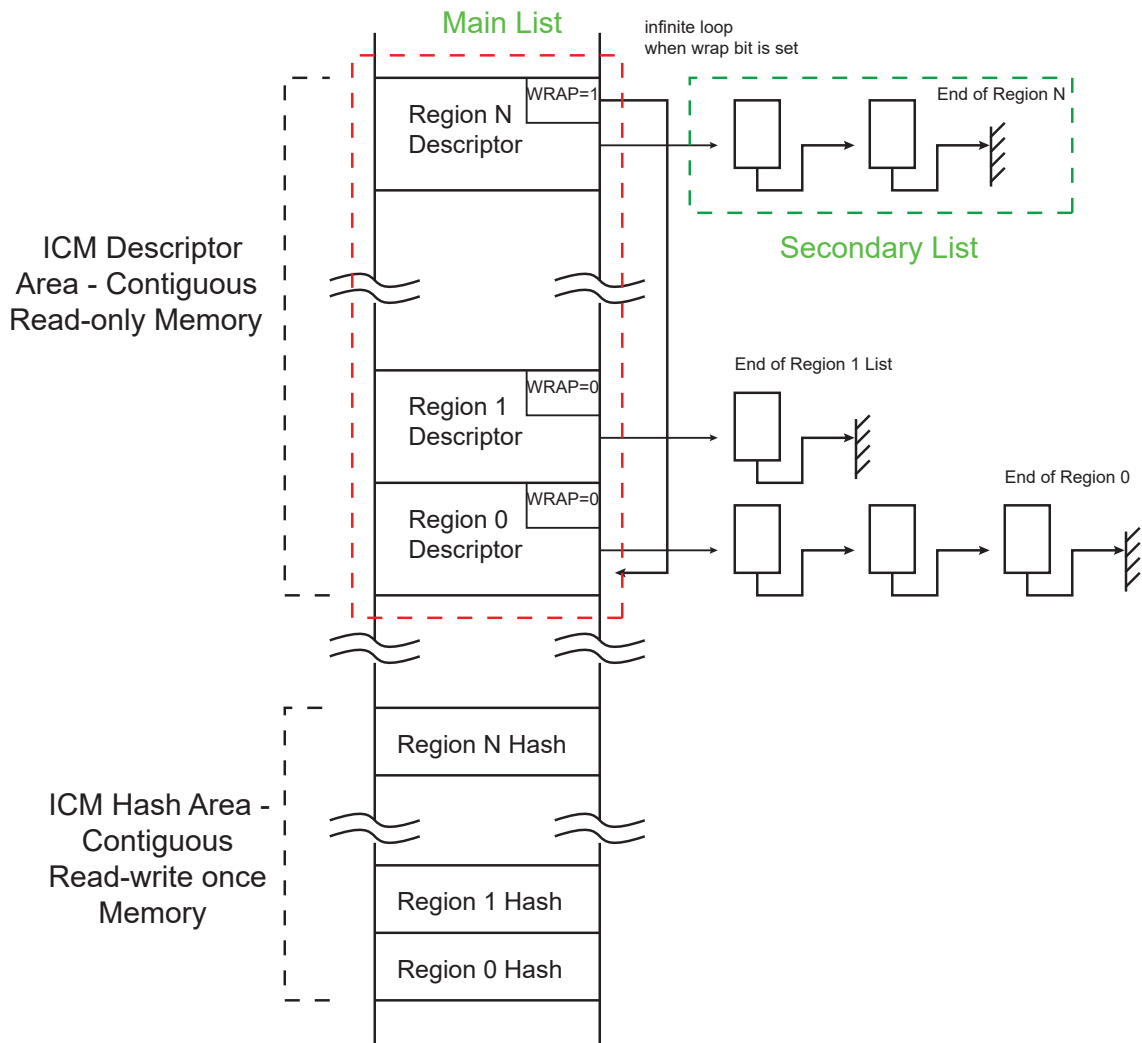 Main List
infinite loop
when wrap bit is set
WRAP=1
Region N
Descriptor
End of Region N
Secondary List
ICM Descriptor
Area - Contiguous
Read-only Memory
WRAP=0
Region 1
Descriptor
End of Region 1 List
WRAP=0
Region 0
Descriptor
End of Region 0
Region N Hash
ICM Hash Area -
Contiguous
Read-write once
Memory
Region 1 Hash
Region 0 Hash